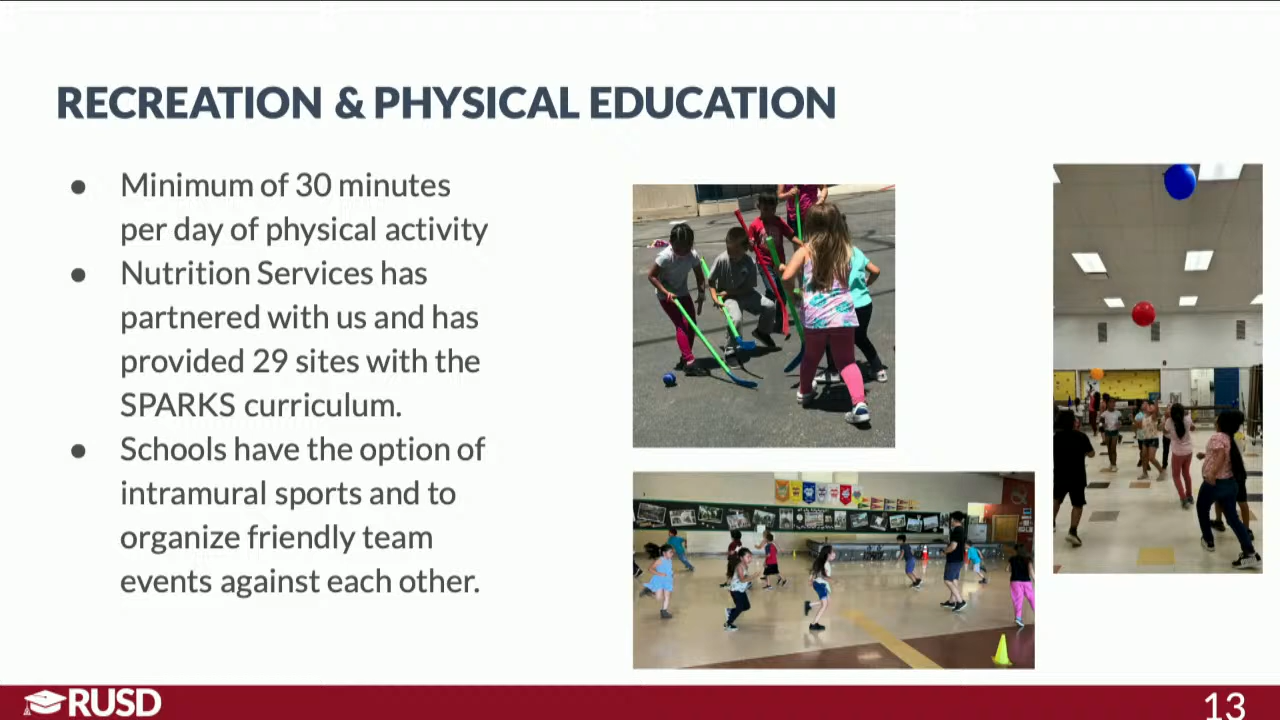 RECREATION & PHYSICAL EDUCATION
● Minimum of 30 minutes
per day of physical activity
● Nutrition Services has
partnered with us and has
provided 29 sites with the
SPARKS curriculum.
● Schools have the option of
intramural sports and to
organize friendly team
events against each other.
RUSD
13